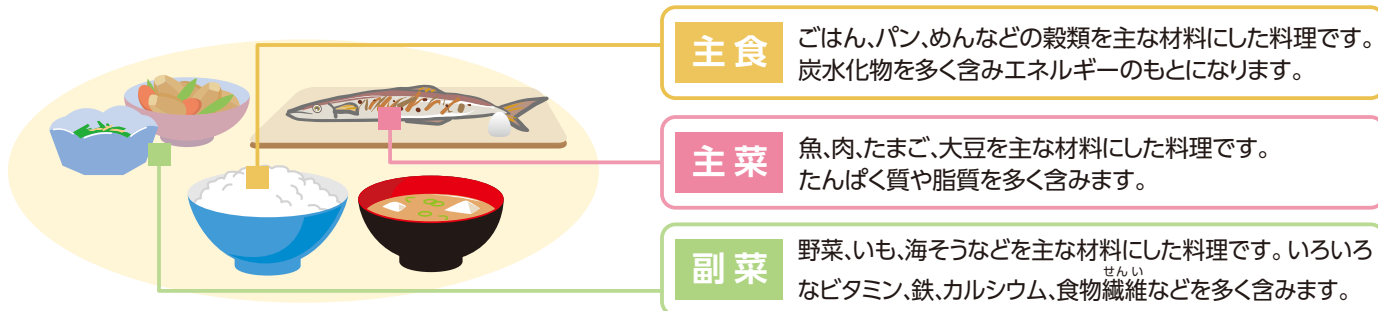 主食
ごはん、パン、めんなどの穀類を主な材料にした料理です。
炭水化物を多く含みエネルギーのもとになります。
主菜
魚、肉、たまご、大豆を主な材料にした料理です。
たんぱく質や脂質を多く含みます。
副菜
野菜、いも、海そうなどを主な材料にした料理です。いろいろ
せんい
なビタミン、鉄、カルシウム、食物繊維などを多く含みます。